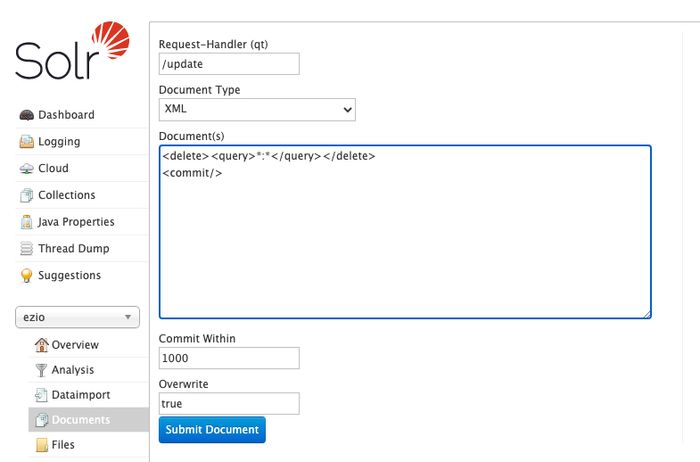 Solr
Dashboard
Logging
Cloud
Collections
Java Properties
Thread Dump
Suggestions
ezio
Overview
Analysis
Dataimport
Documents
Files
Request-Handler (qt)
/update
Document Type
XML
Document(s)
<delete><query>*:*</query></delete>
<commit/>
Commit Within
1000
Overwrite
true
Submit Document